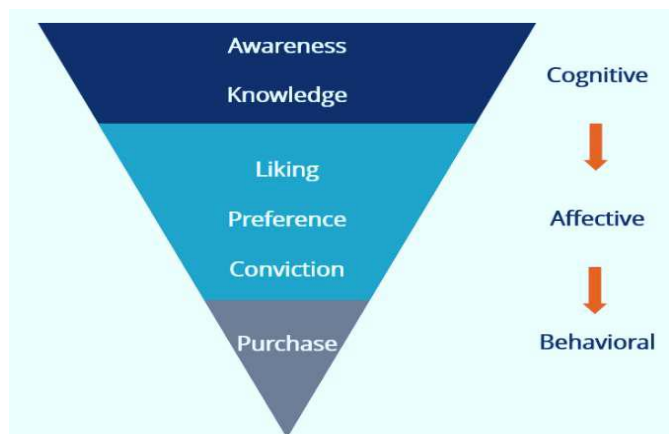 Awareness
Knowledge
Cognitive
Liking
Preference
Conviction
Affective
Purchase
Behavioral